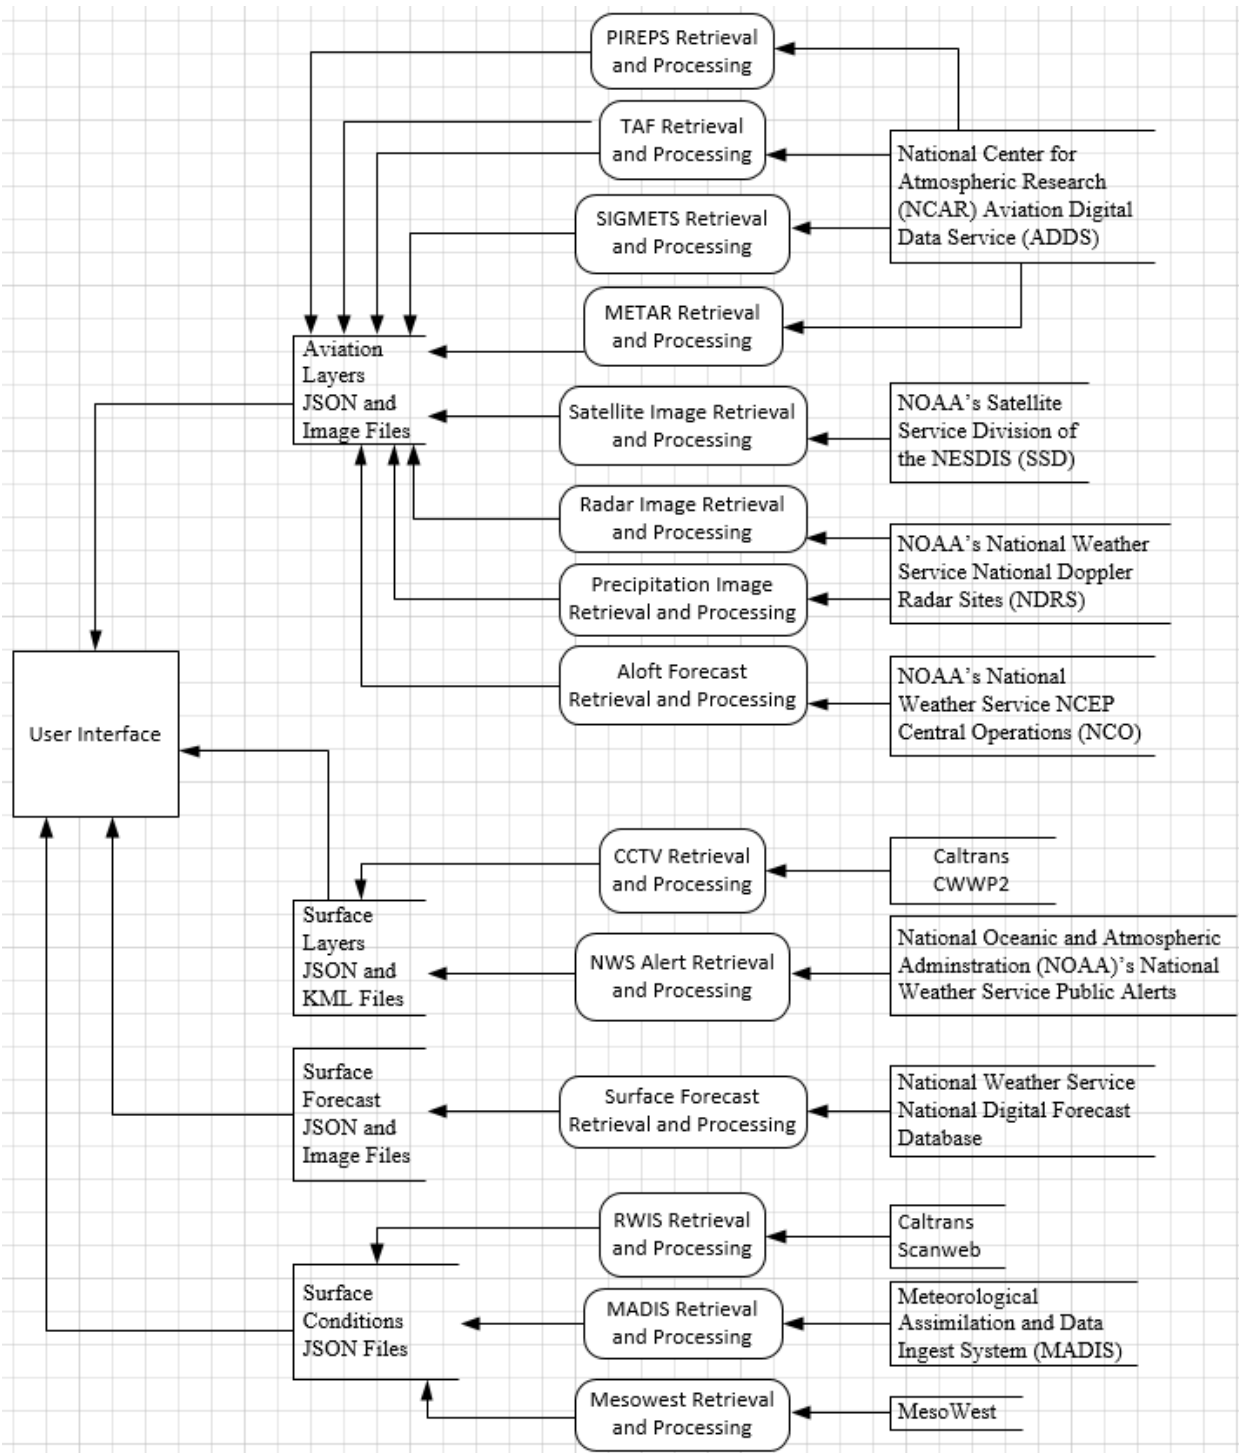 PIREPS Retrieval
and Processing
TAF Retrieval
and Processing
National Center for
Atmospheric Research
(NCAR) Aviation Digital
Data Service (ADDS)
SIGMETS Retrieval
and Processing
METAR Retrieval
and Processing
Aviation
Layers
JSON and
Image Files
Satellite Image Retrieval
and Processing
NOAA's Satellite
Service Division of
the NESDIS (SSD)
Radar Image Retrieval
and Processing
NOAA's National Weather
Service National Doppler
Radar Sites (NDRS)
Precipitation Image
Retrieval and Processing
Aloft Forecast
Retrieval and Processing
NOAA's National
Weather Service NCEP
Central Operations (NCO)
User Interface
CCTV Retrieval
and Processing
Caltrans
CWWP2
Surface
Layers
JSON and
KML Files
NWS Alert Retrieval
and Processing
National Oceanic and Atmospheric
Adminstration (NOAA)'s National
Weather Service Public Alerts
Surface
Forecast
JSON and
Image Files
Surface Forecast
Retrieval and Processing
National Weather Service
National Digital Forecast
Database
RWIS Retrieval
and Processing
Caltrans
Scanweb
Surface
Conditions
JSON Files
MADIS Retrieval
and Processing
Meteorological
Assimilation and Data
Ingest System (MADIS)
Mesowest Retrieval
and Processing
MesoWest